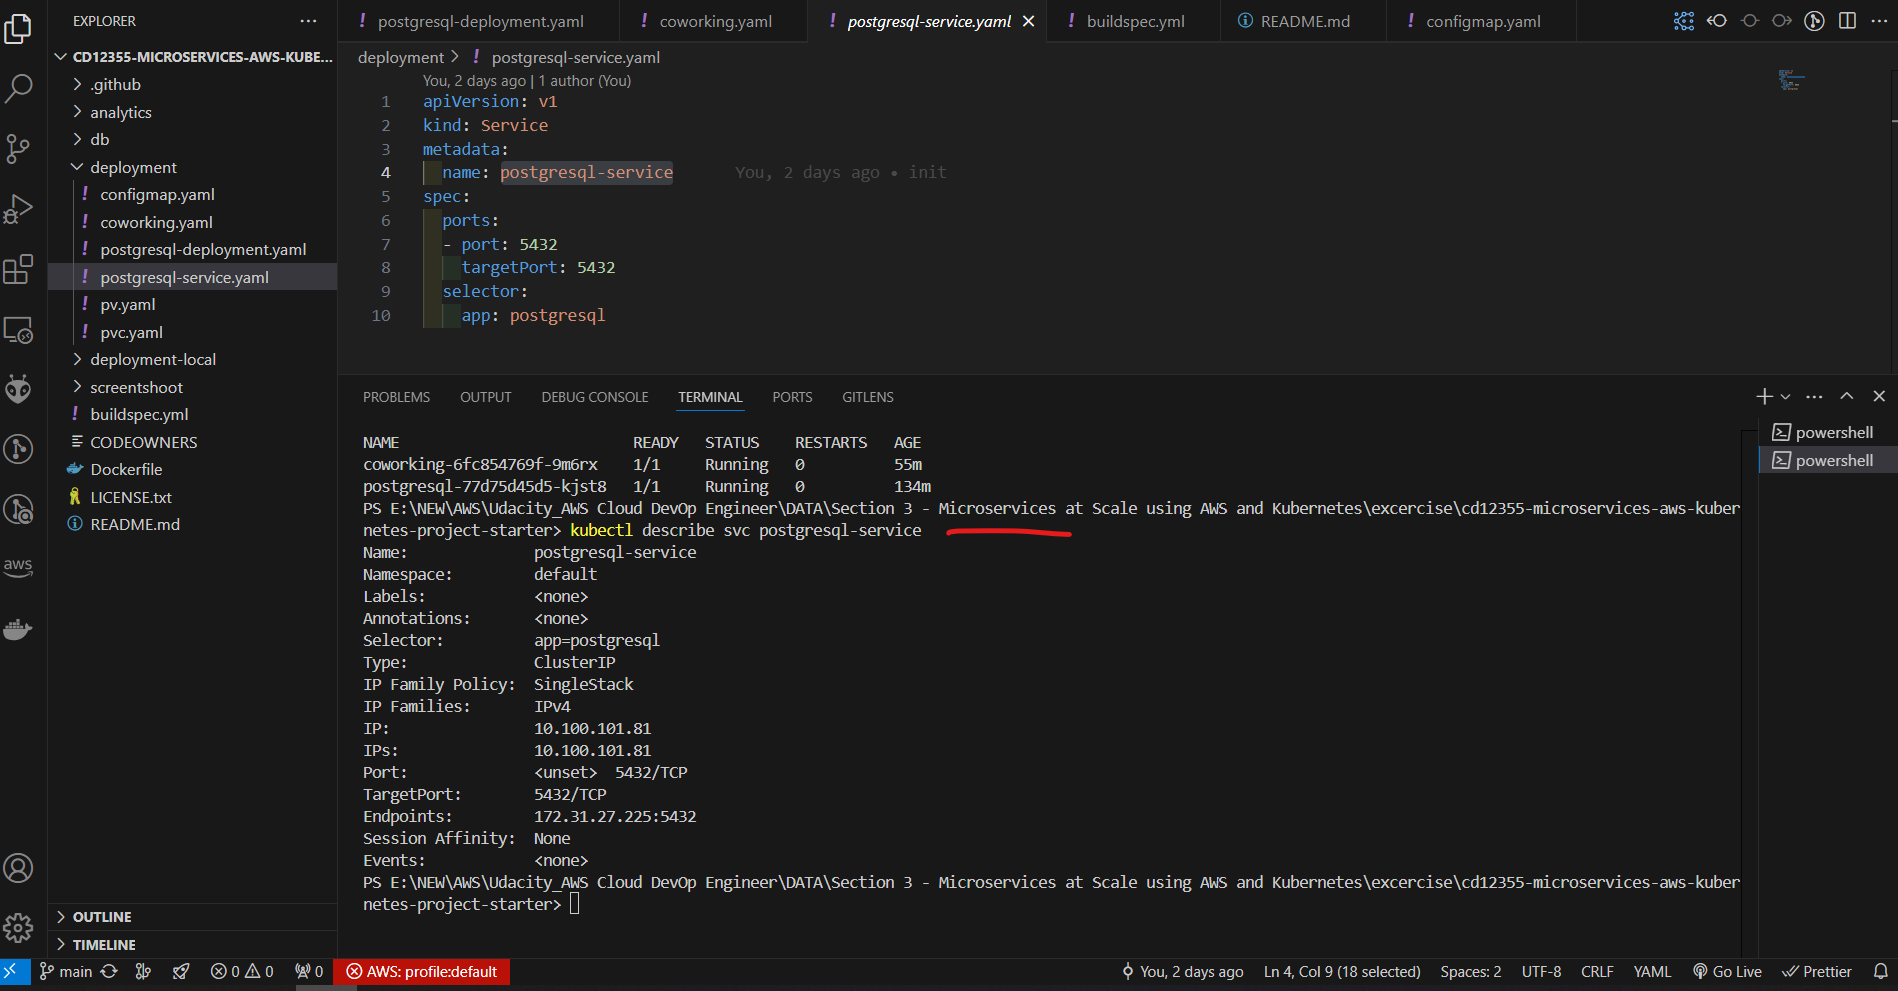 EXPLORER
CD12355-MICROSERVICES-AWS-KUBE...
.github
analytics
db
deployment
! configmap.yaml
! coworking.yaml
! postgresql-deployment.yaml
! postgresql-service.yaml
! pv.yaml
! pvc.yaml
deployment-local
screentshoot
! buildspec.yml
CODEOWNERS
Dockerfile
LICENSE.txt
README.md
OUTLINE
TIMELINE
aws
! postgresql-deployment.yaml
! coworking.yaml
! postgresql-service.yaml
! buildspec.yml
README.md
! configmap.yaml
deployment > ! postgresql-service.yaml
You, 2 days ago | 1 author (You)
1 apiVersion: v1
2 kind: Service
3 metadata:
4 name: postgresql-service You, 2 days ago • init
5 spec:
6 ports:
7 - port: 5432
8 targetPort: 5432
9 selector:
10 app: postgresql
PROBLEMS OUTPUT DEBUG CONSOLE TERMINAL PORTS GITLENS
powershell
powershell
NAME READY STATUS RESTARTS AGE
coworking-6fc854769f-9m6rx 1/1 Running 0 55m
postgresql-77d75d45d5-kjst8 1/1 Running 0 134m
PS E:\NEW\AWS\Udacity_AWS Cloud DevOp Engineer\DATA\Section 3 - Microservices at Scale using AWS and Kubernetes\excercise\cd12355-microservices-aws-kuber
netes-project-starter> kubectl describe svc postgresql-service
Name: postgresql-service
Namespace: default
Labels: <none>
Annotations: <none>
Selector: app=postgresql
Type: ClusterIP
IP Family Policy: SingleStack
IP Families: IPv4
IP: 10.100.101.81
IPs: 10.100.101.81
Port: <unset> 5432/TCP
TargetPort: 5432/TCP
Endpoints: 172.31.27.225:5432
Session Affinity: None
Events: <none>
PS E:\NEW\AWS\Udacity_AWS Cloud DevOp Engineer\DATA\Section 3 - Microservices at Scale using AWS and Kubernetes\excercise\cd12355-microservices-aws-kuber
netes-project-starter>
main 0 0 0 AWS: profile:default You, 2 days ago Ln 4, Col 9 (18 selected) Spaces: 2 UTF-8 CRLF YAML Go Live Prettier